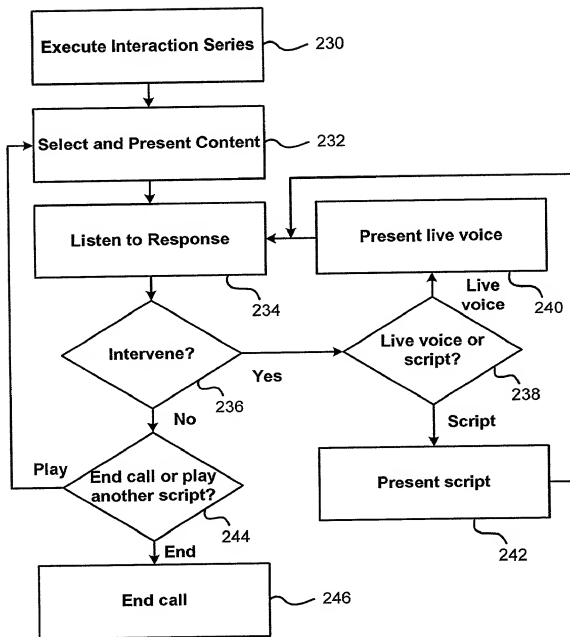 Execute Interaction Series
230
Select and Present Content
232
Listen to Response
234
Present live voice
240
Live
voice
Intervene?
236
Yes
Live voice or
script?
238
No
Script
Play
End call or play
another script?
244
Present script
242
End
End call
246